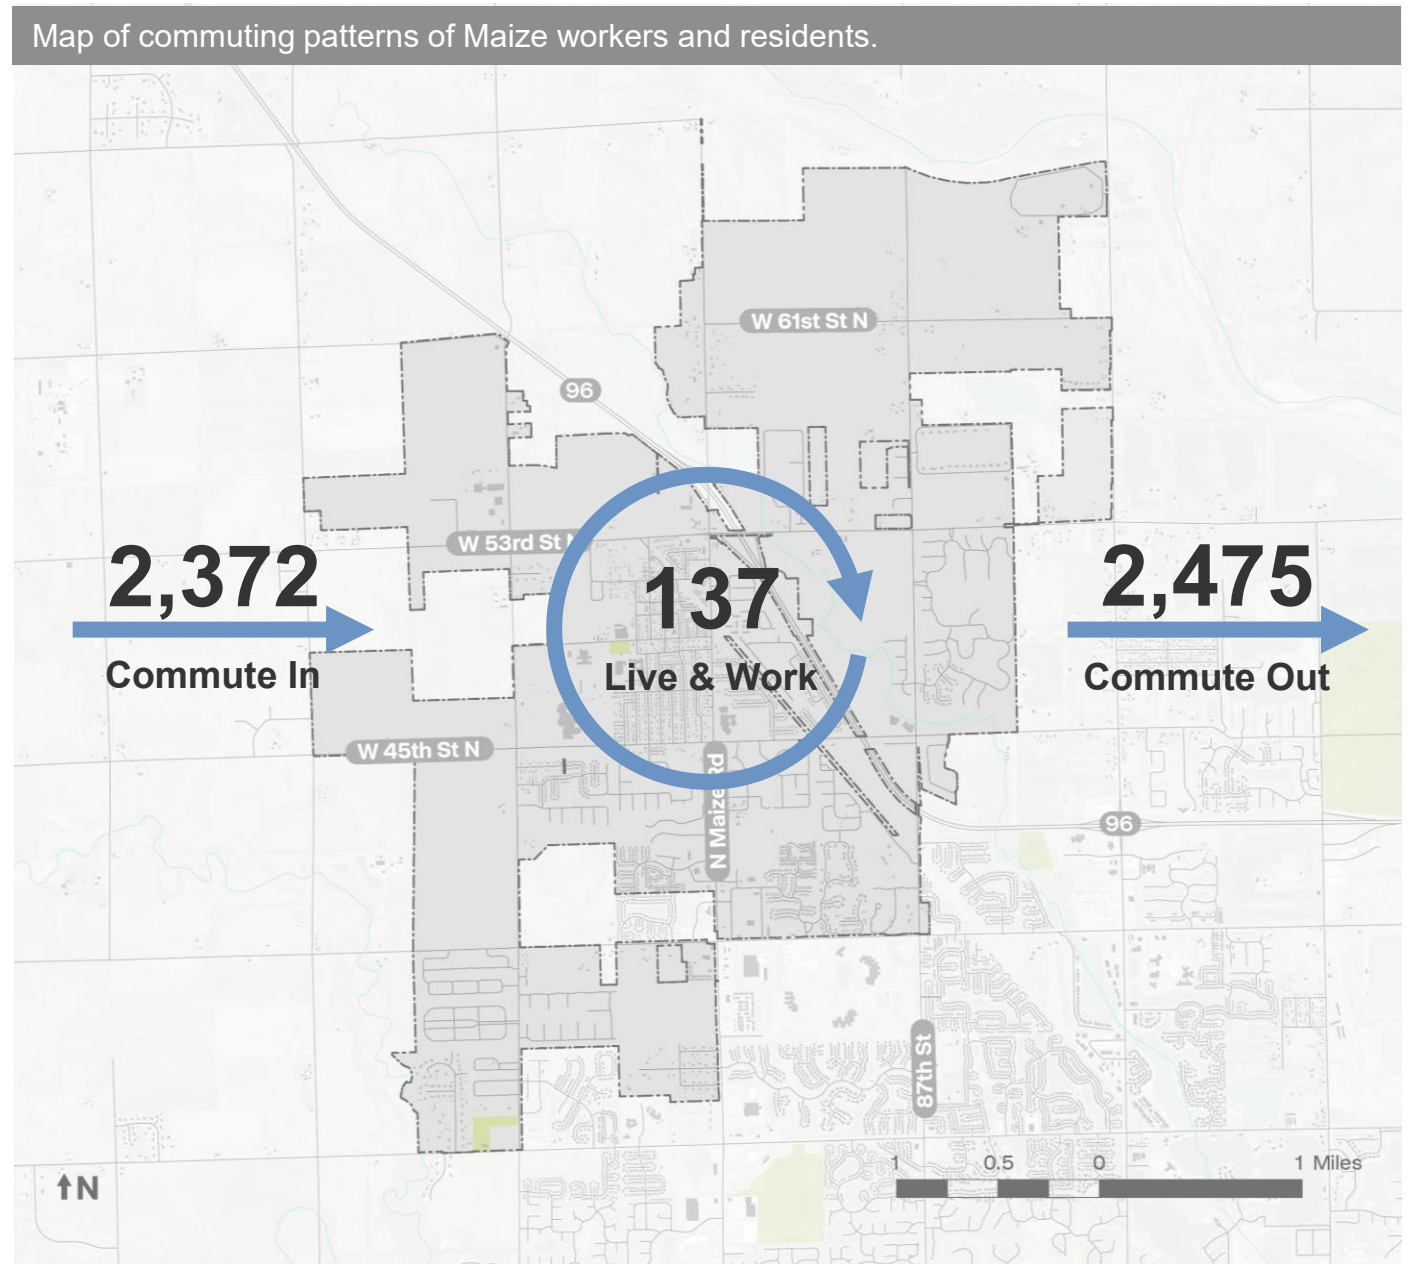 Map of commuting patterns of Maize workers and residents.
W 61st St N
96
W 53rd St N
2,372
Commute In
137
Live & Work
2,475
Commute Out
W 45th St N
N Maize Rd
96
87th St
1 0.5 0 1 Miles
N